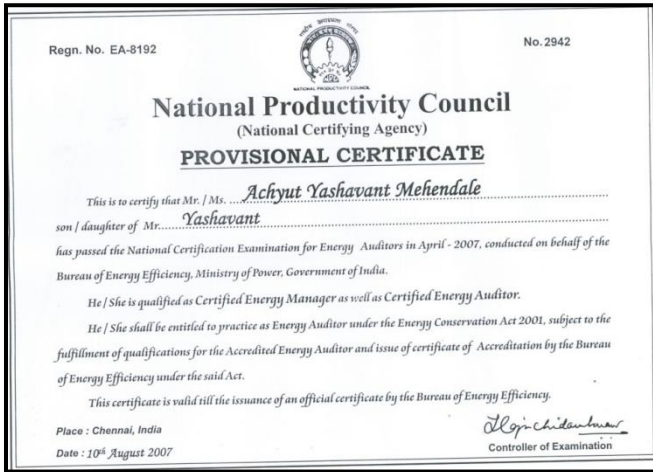 Regn. No. EA-8192
No. 2942
NATIONAL PRODUCTIVITY COUNCIL
National Productivity Council
(National Certifying Agency)
PROVISIONAL CERTIFICATE
This is to certify that Mr. / Ms. ....Achyut Yashavant Mehendale
son / daughter of Mr.....Yashavant
has passed the National Certification Examination for Energy Auditors in April - 2007, conducted on behalf of the
Bureau of Energy Efficiency, Ministry of Power, Government of India.
He / She is qualified as Certified Energy Manager as well as Certified Energy Auditor.
He / She shall be entitled to practice as Energy Auditor under the Energy Conservation Act 2001, subject to the
fulfillment of qualifications for the Accredited Energy Auditor and issue of certificate of Accreditation by the Bureau
of Energy Efficiency under the said Act.
This certificate is valid till the issuance of an official certificate by the Bureau of Energy Efficiency.
Place : Chennai, India
Date : 10th August 2007
Controller of Examination